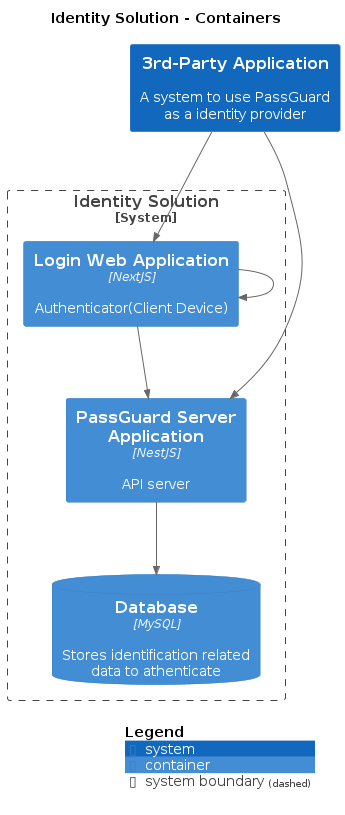 Identity Solution - Containers
3rd-Party Application
A system to use PassGuard
as a identity provider
Identity Solution
[System]
Login Web Application
[NextJS]
Authenticator(Client Device)
PassGuard Server
Application
[NestJS]
API server
Database
[MySQL]
Stores identification related
data to athenticate
Legend
system
container
system boundary (dashed)